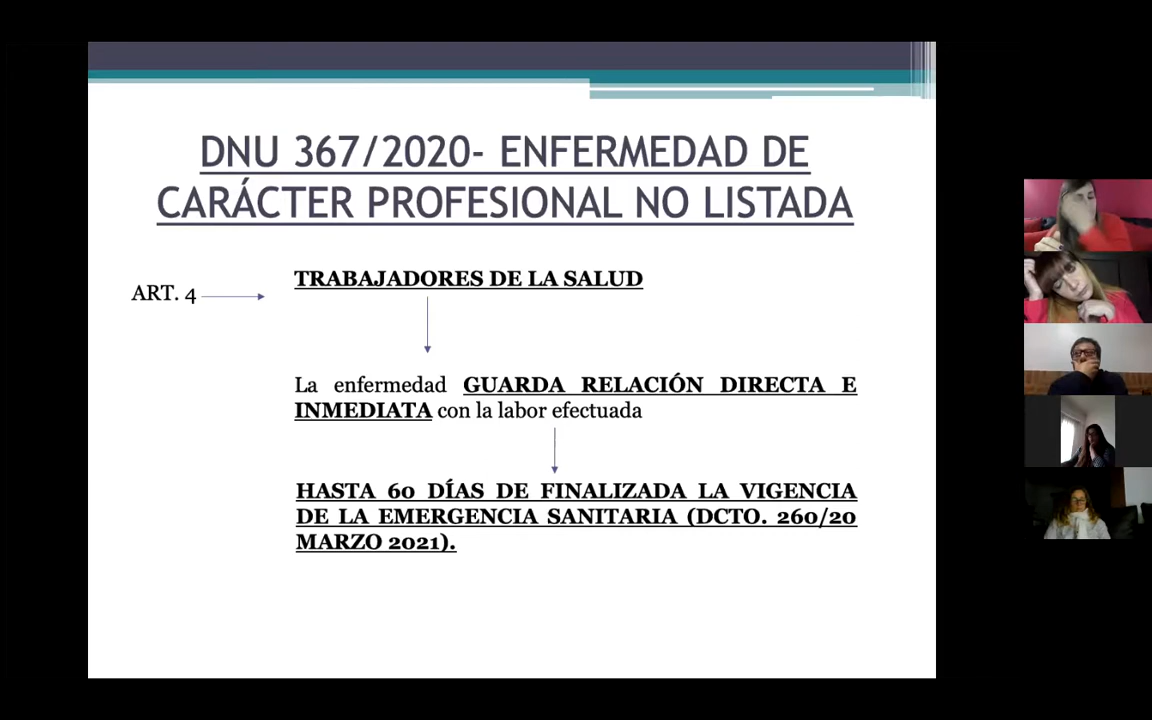 DNU 367/2020- ENFERMEDAD DE
CARÁCTER PROFESIONAL NO LISTADA
ART. 4
TRABAJADORES DE LA SALUD
La enfermedad GUARDA RELACIÓN DIRECTA E
INMEDIATA con la labor efectuada
HASTA 60 DÍAS DE FINALIZADA LA VIGENCIA
DE LA EMERGENCIA SANITARIA (DCTO. 260/20
MARZO 2021).